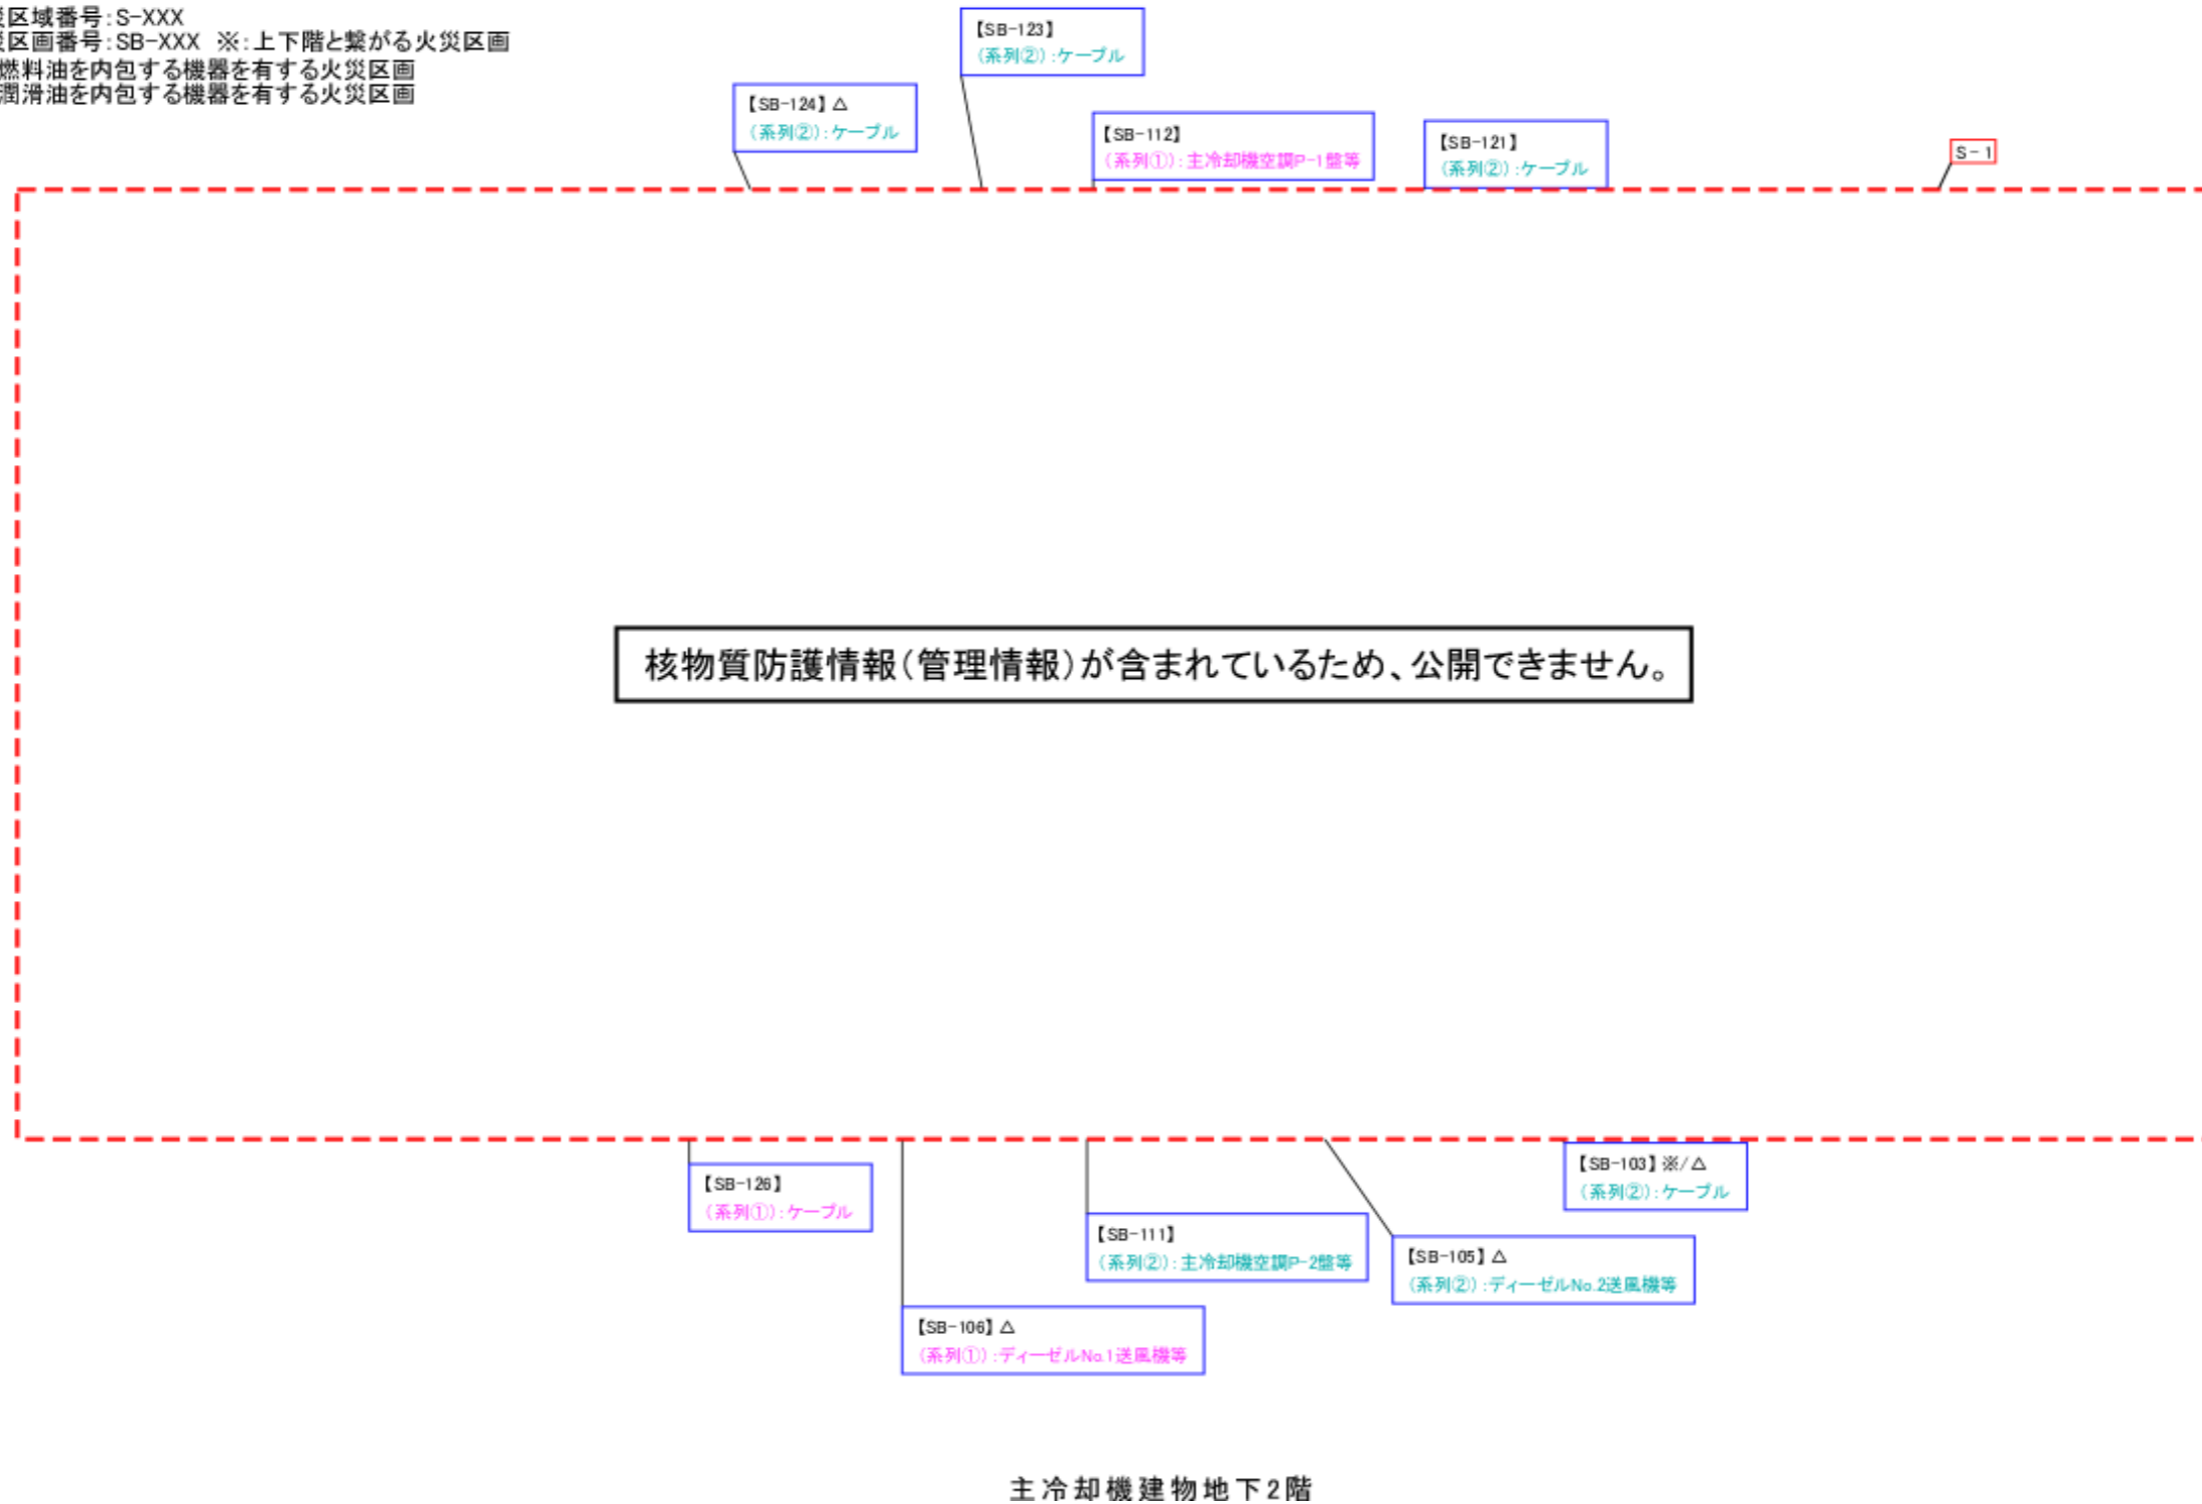 区域番号:S-XXX
区画番号:SB-XXX ※:上下階と繋がる火災区画
燃料油を内包する機器を有する火災区画
潤滑油を内包する機器を有する火災区画
【SB-123】
(系列②):ケーブル
【SB-124】△
(系列②):ケーブル
【SB-112】
(系列①):主冷却機空調P-1盤等
【SB-121】
(系列②):ケーブル
S-1
核物質防護情報(管理情報)が含まれているため、公開できません。
【SB-126】
(系列①):ケーブル
【SB-103】※/△
(系列②):ケーブル
【SB-111】
(系列②):主冷却機空調P-2盤等
【SB-105】△
(系列②):ディーゼルNo.2送風機等
【SB-106】△
(系列①):ディーゼルNo.1送風機等
主冷却機建物地下2階